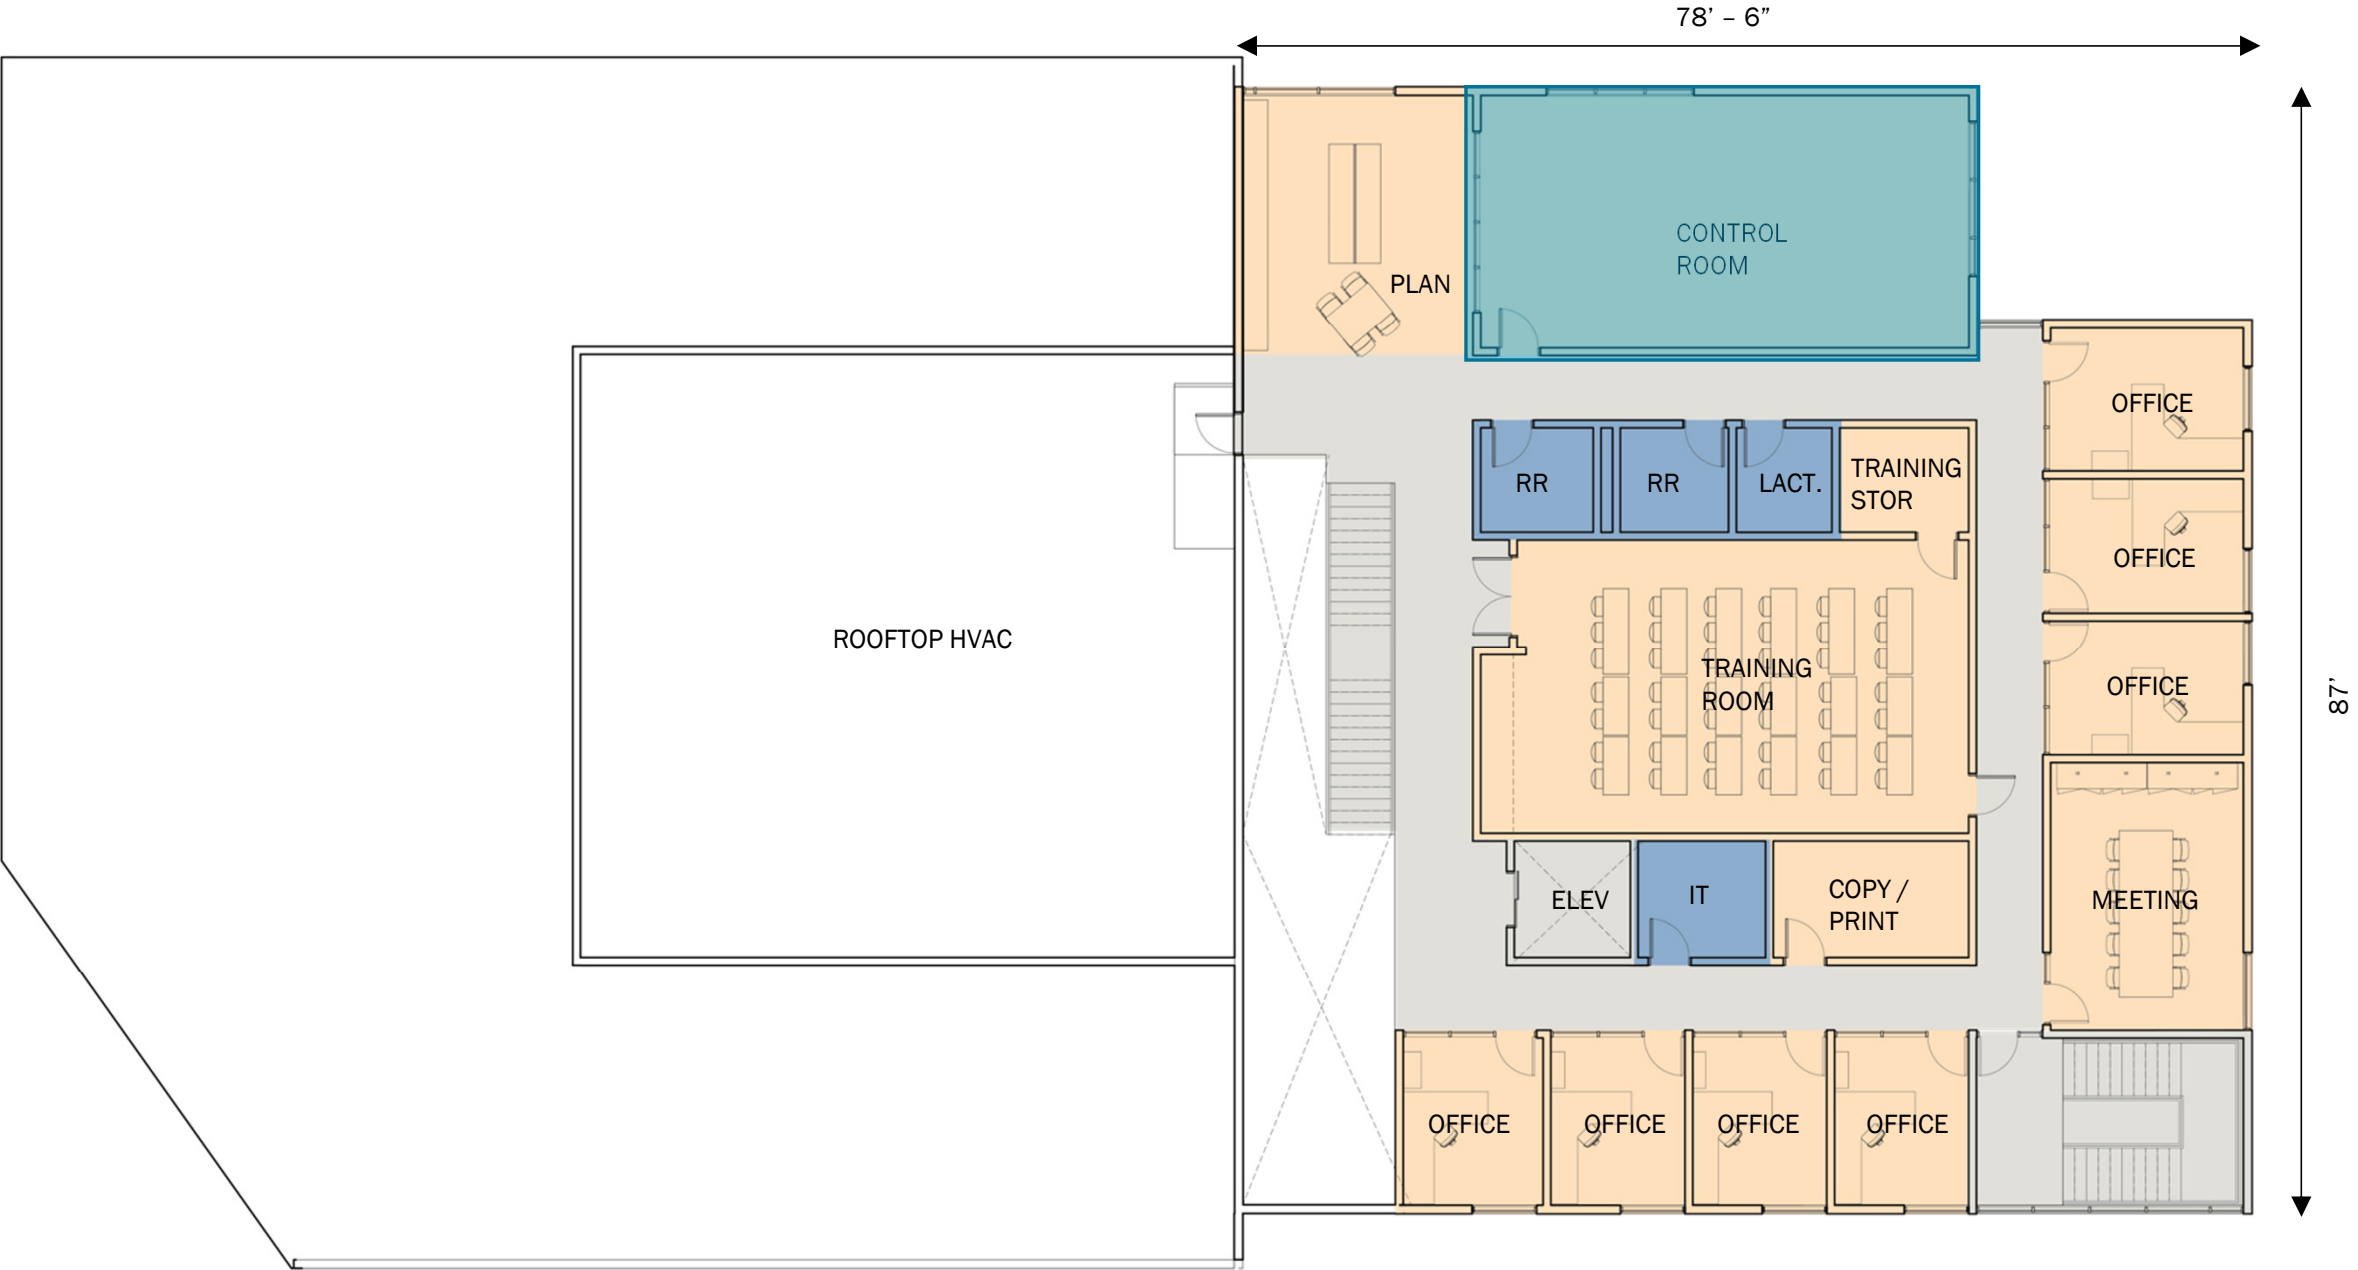 78’ – 6”
CONTROL
ROOM
PLAN
OFFICE
RR
RR
LACT.
TRAINING
STOR
OFFICE
ROOFTOP HVAC
TRAINING
ROOM
OFFICE
87’
ELEV
IT
COPY /
PRINT
MEETING
OFFICE
OFFICE
OFFICE
OFFICE